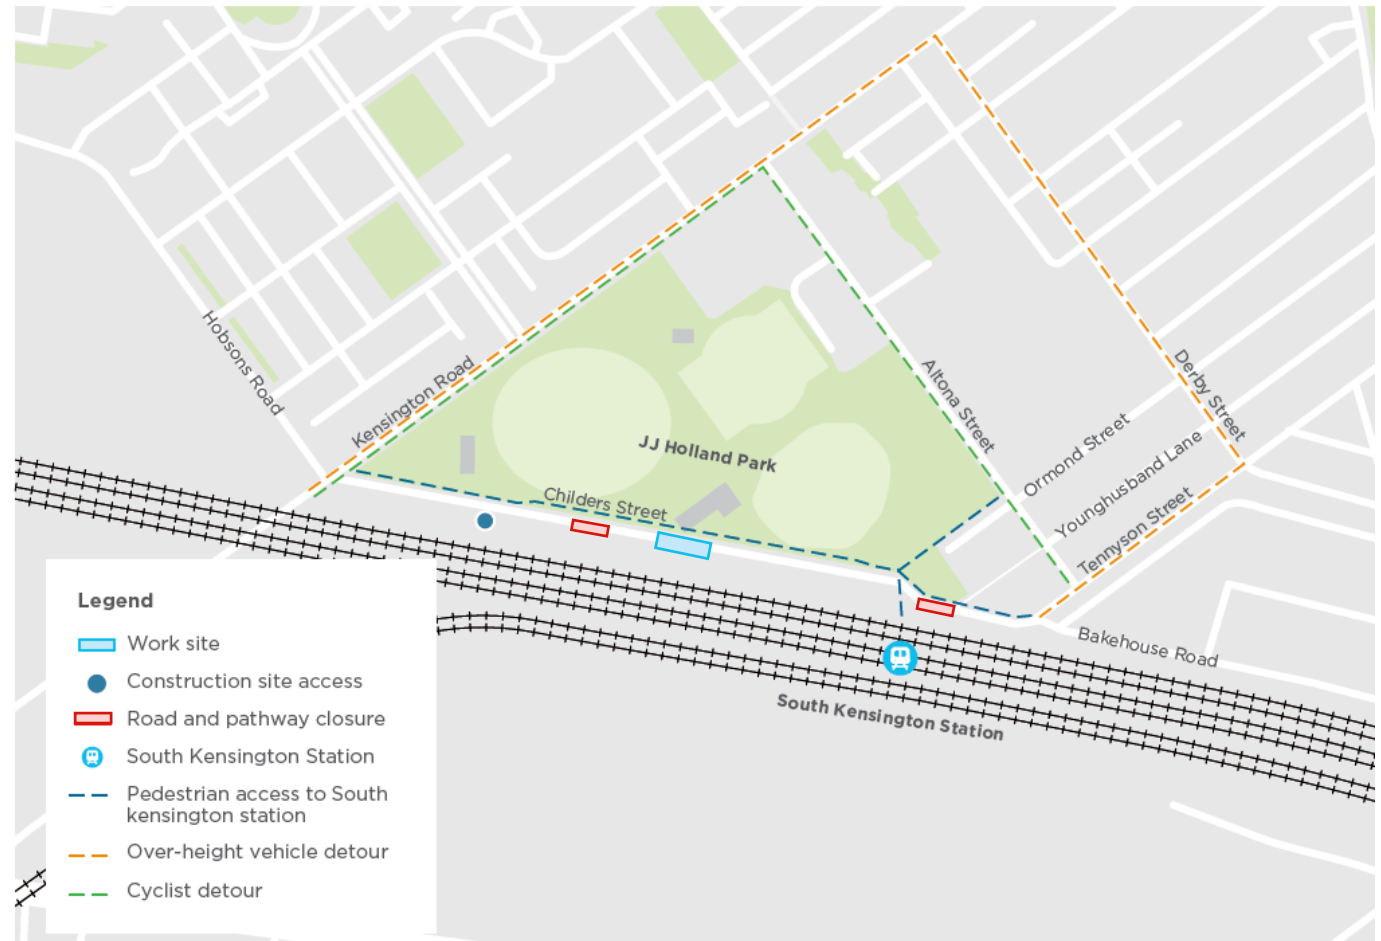 Hobsons Road
Kensington Road
Altona Street
Derby Street
JJ Holland Park
Ormond Street
Younghusband Lane
Childers Street
Tennyson Street
Bakehouse Road
South Kensington Station
Legend
Work site
Construction site access
Road and pathway closure
South Kensington Station
Pedestrian access to South
kensington station
Over-height vehicle detour
Cyclist detour